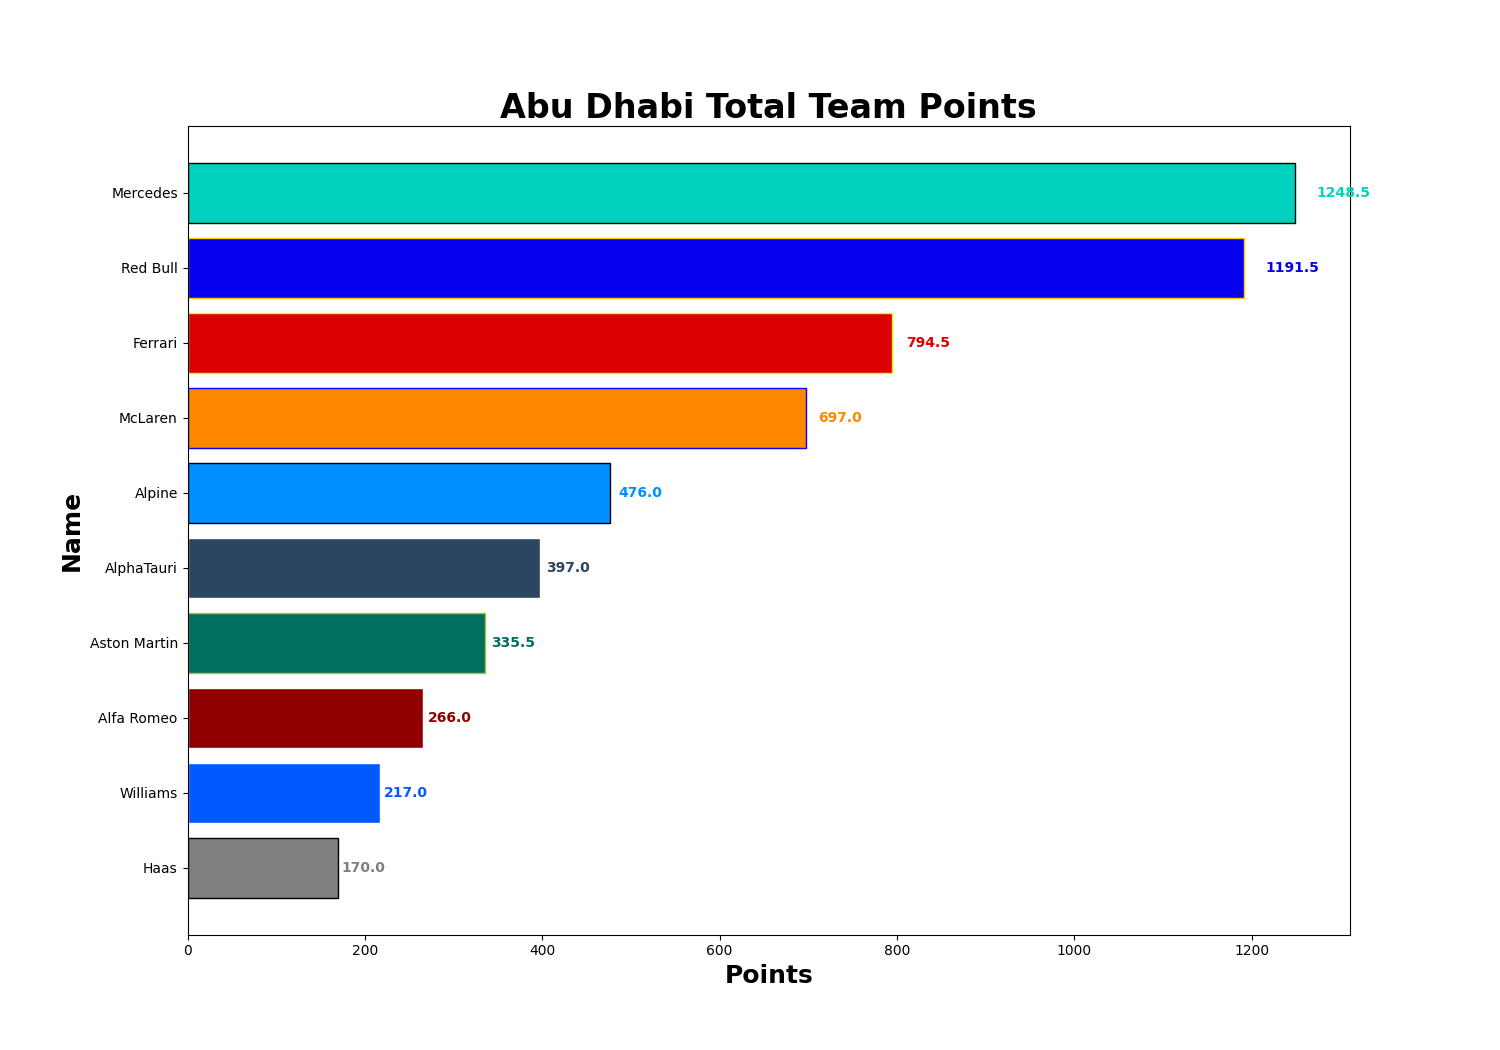 Abu Dhabi Total Team Points
Mercedes 1248.5
Red Bull 1191.5
Ferrari 794.5
McLaren 697.0
Alpine 476.0
AlphaTauri 397.0
Aston Martin 335.5
Alfa Romeo 266.0
Williams 217.0
Haas 170.0
Name
0 200 400 600 800 1000 1200
Points